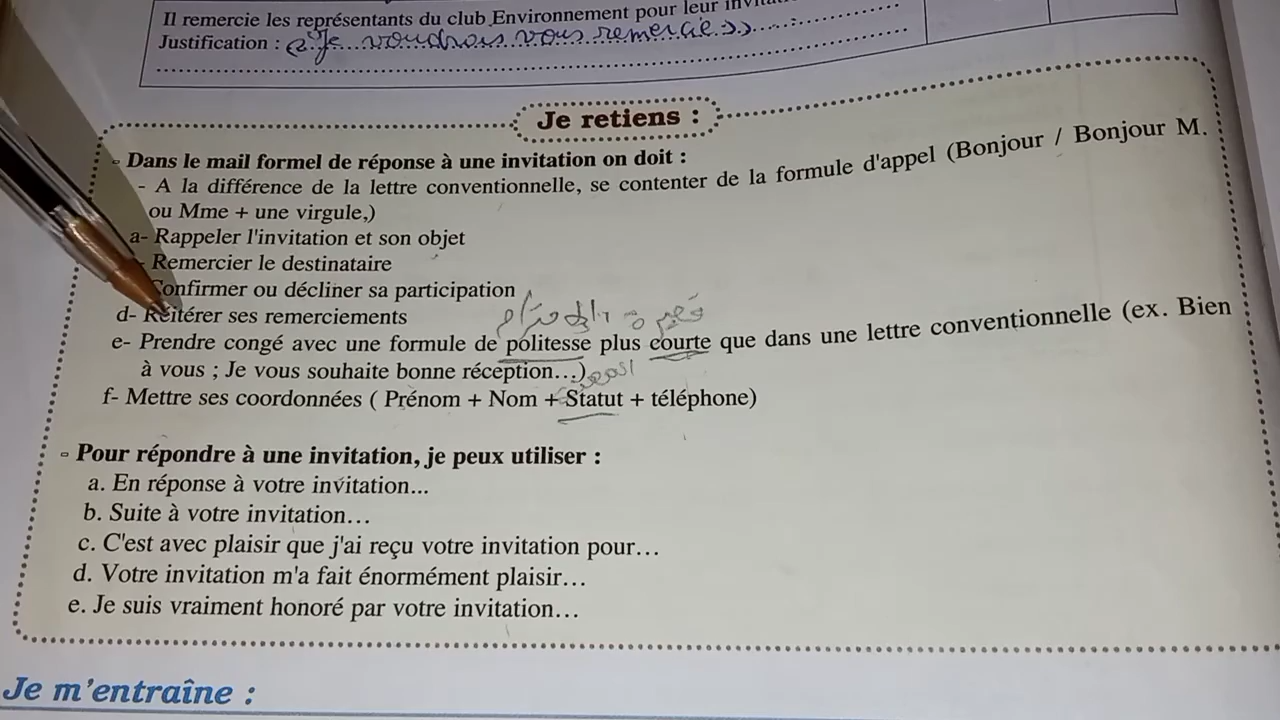 Il remercie les représentants du club Environnement pour leur
Justification : « Je voudrais vous remercie »
Je retiens :
- Dans le mail formel de réponse à une invitation on doit :
- A la différence de la lettre conventionnelle, se contenter de la formule d'appel (Bonjour / Bonjour M.
ou Mme + une virgule,)
a- Rappeler l'invitation et son objet
- Remercier le destinataire
Confirmer ou décliner sa participation
d- Réitérer ses remerciements
قصيرة الاحترام
e- Prendre congé avec une formule de politesse plus courte que dans une lettre conventionnelle (ex. Bien
à vous ; Je vous souhaite bonne réception…)
f- Mettre ses coordonnées ( Prénom + Nom + Statut + téléphone)
▫ Pour répondre à une invitation, je peux utiliser :
a. En réponse à votre invitation...
b. Suite à votre invitation…
c. C'est avec plaisir que j'ai reçu votre invitation pour…
d. Votre invitation m'a fait énormément plaisir…
e. Je suis vraiment honoré par votre invitation…
Je m'entraîne :